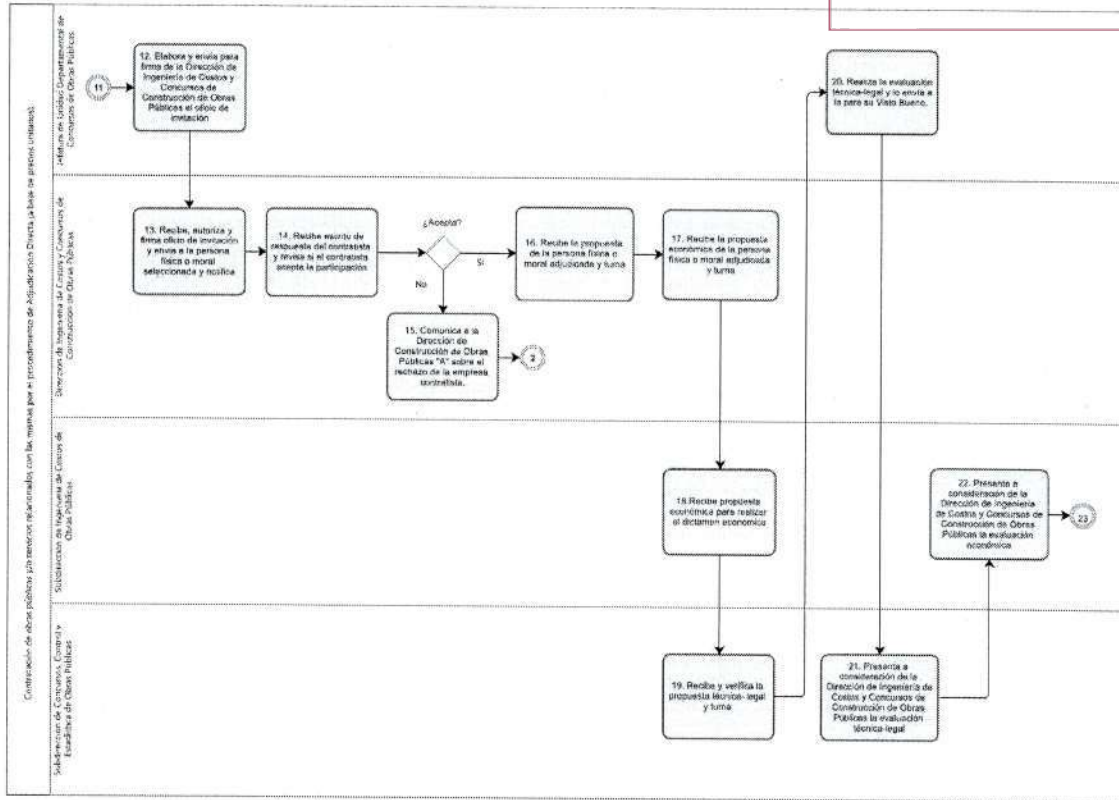 Contratación de obras públicas y/o servicios relacionados con las mismas por el procedimiento de Adjudicación Directa (a base de precios unitarios).
Jefatura de Unidad Departamental de
Concursos de Obras Públicas
11
12. Elabora y envía para
firma de la Dirección de
Ingeniería de Costos y
Concursos de
Construcción de Obras
Públicas el oficio de
invitación
20. Realiza la evaluación
técnica-legal y lo envía a
la para su Visto Bueno.
Dirección de Ingeniería de Costos y Concursos de
Construcción de Obras Públicas
13. Recibe, autoriza y
firma oficio de invitación
y envía a la persona
física o moral
seleccionada y notifica
14. Recibe escrito de
respuesta del contratista
y revisa si el contratista
acepta la participación
¿Acepta?
Si
No
15. Comunica a la
Dirección de
Construcción de Obras
Públicas "A" sobre el
rechazo de la empresa
contratista.
2
16. Recibe la propuesta
de la persona física o
moral adjudicada y turna
17. Recibe la propuesta
económica de la persona
física o moral adjudicada
y turna
Subdirección de Ingeniería de Costos de
Obras Públicas
18.Recibe propuesta
económica para realizar
el dictamen económico
22. Presenta a
consideración de la
Dirección de Ingeniería
de Costos y Concursos de
Construcción de Obras
Públicas la evaluación
económica
23
Subdirección de Concursos, Control y
Estadística de Obras Públicas
19. Recibe y verifica la
propuesta técnica- legal
y turna
21. Presenta a
consideración de la
Dirección de Ingeniería de
Costos y Concursos de
Construcción de Obras
Públicas la evaluación
técnica-legal